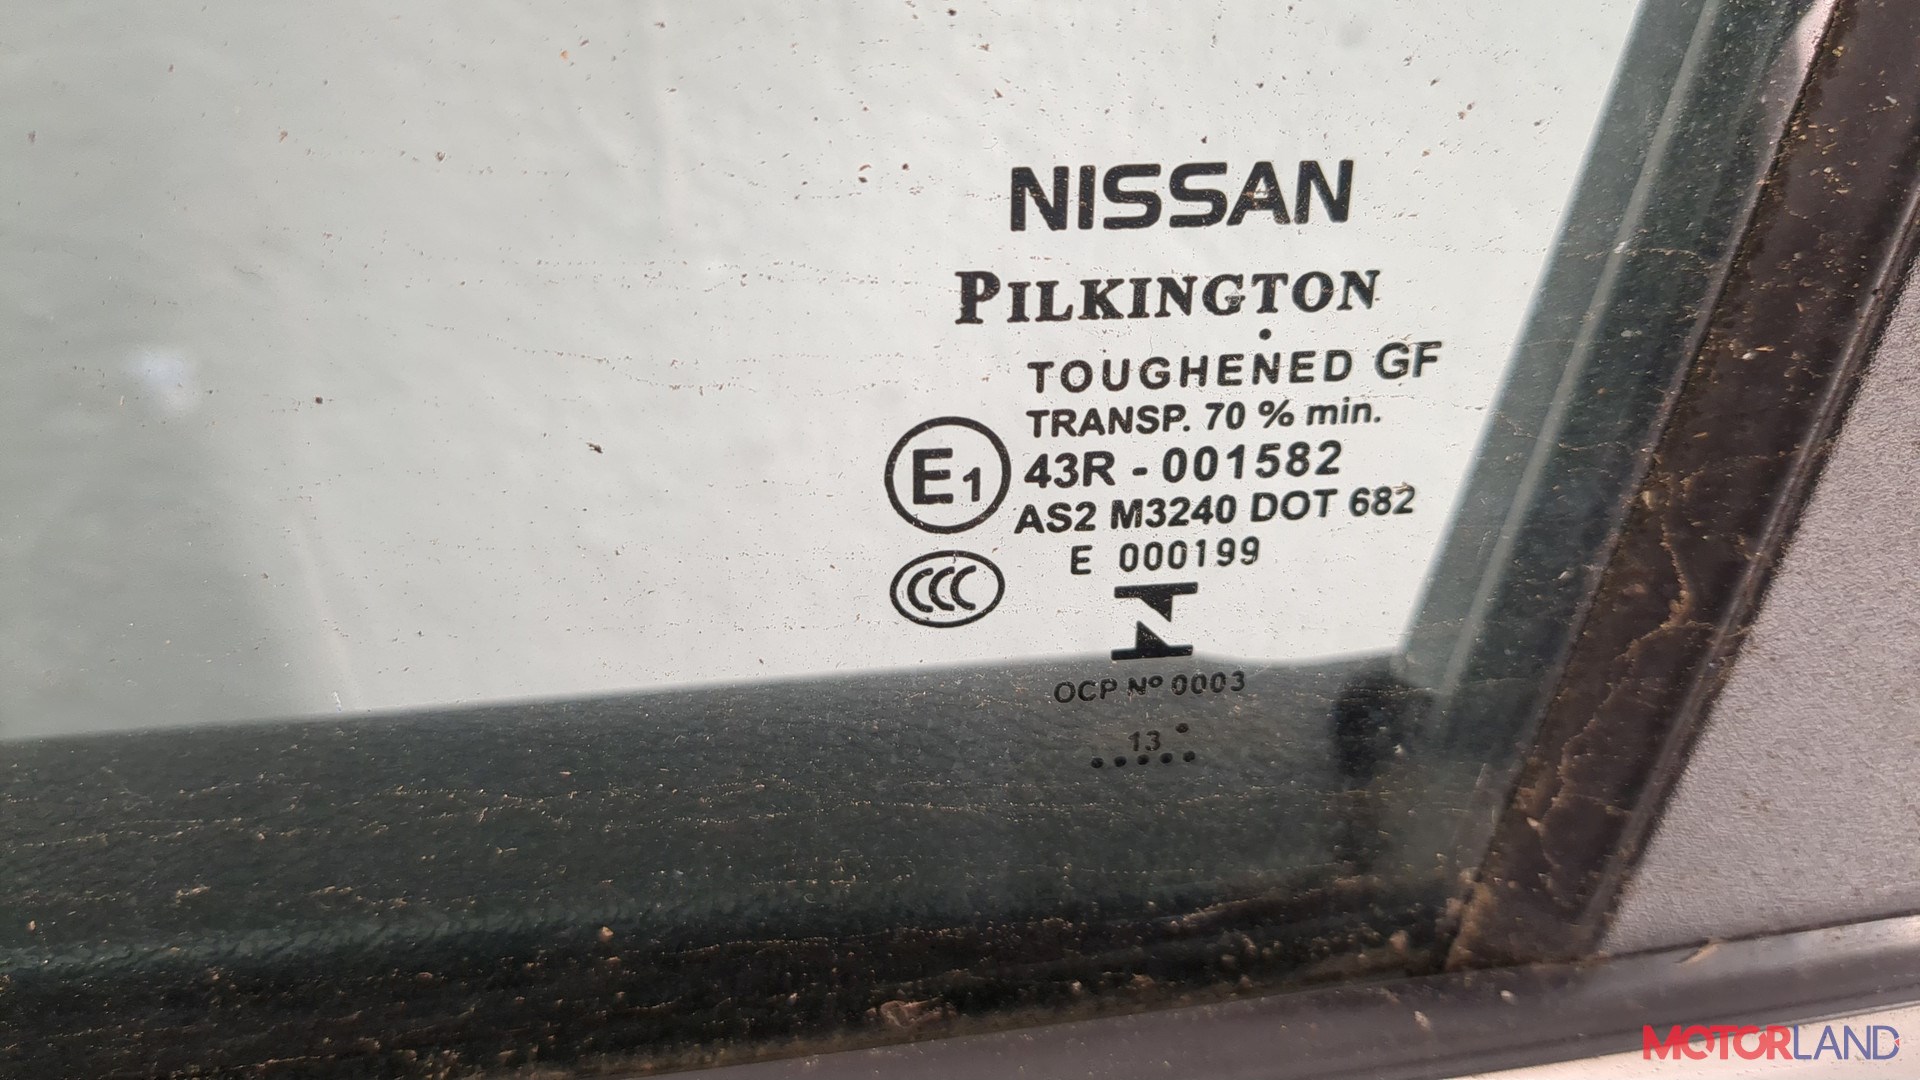 NISSAN
PILKINGTON
TOUGHENED GF
TRANSP. 70 % min.
E1 43R - 001582
AS2 M3240 DOT 682
E 000199
CCC
OCP Nº 0003
13
MOTORLAND